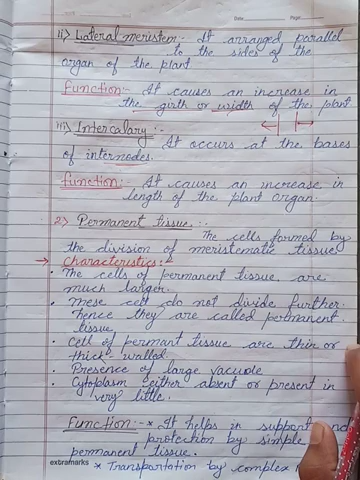 Date:
Page:
ii) Lateral meristem:- It arranged parallel
to the sides of the
organ of the plant
Function:- It causes an increase in
the girth or width of the plant.
iii) Intercalary:-
It occurs at the bases
of internodes.
Function:- It causes an increase in
length of the plant organ.
2) Permanent tissue:-
The cells formed by
the division of meristematic tissue
→ Characteristics:-
• The cells of permanent tissue are
much larger.
• These cell do not divide further.
hence they are called permanent
tissue
• Cell of permant tissue are thin or
thick-walled
• Presence of large vacuole
• Cytoplasm either absent or present in
very little.
Function:- * It helps in support
protection by simple
permanent tissue.
extramarks
* Transportation by complex